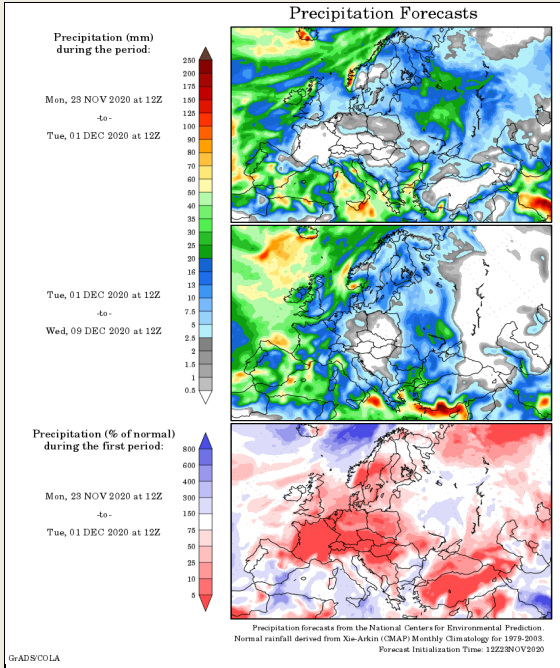 Precipitation Forecasts
Precipitation (mm)
during the period:
Mon, 23 NOV 2020 at 12Z
-to-
Tue, 01 DEC 2020 at 12Z
250
200
175
150
125
100
90
80
70
60
50
40
35
30
25
20
16
13
10
7.5
5
2.5
2
1.5
1
0.5
Tue, 01 DEC 2020 at 12Z
-to-
Wed, 09 DEC 2020 at 12Z
Precipitation (% of normal)
during the first period:
Mon, 23 NOV 2020 at 12Z
-to-
Tue, 01 DEC 2020 at 12Z
800
600
400
300
150
75
50
25
10
5
Precipitation forecasts from the National Centers for Environmental Prediction.
Normal rainfall derived from Xie-Arkin (CMAP) Monthly Climatology for 1979-2003.
Forecast Initialization Time: 12Z23NOV2020
GrADS/COLA